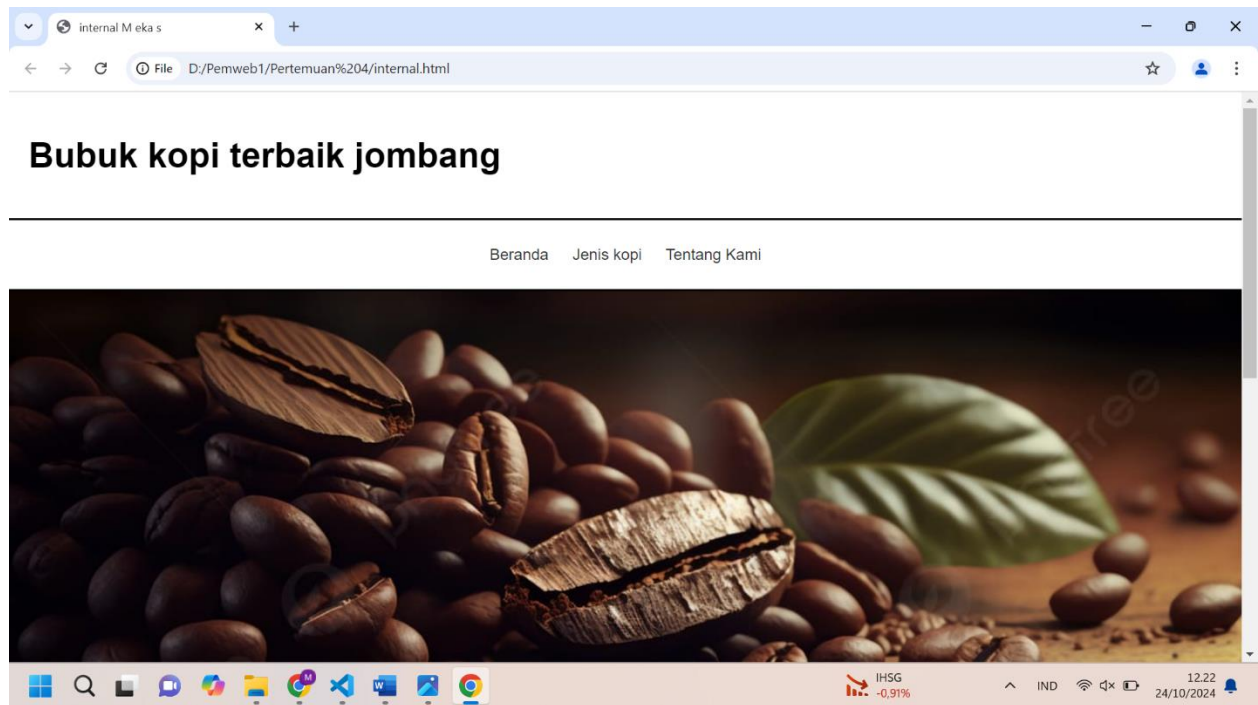 internal M eka s
File D:/Pemweb1/Pertemuan%204/internal.html
Bubuk kopi terbaik jombang
Beranda Jenis kopi Tentang Kami
IHSG
-0,91%
IND
12.22
24/10/2024